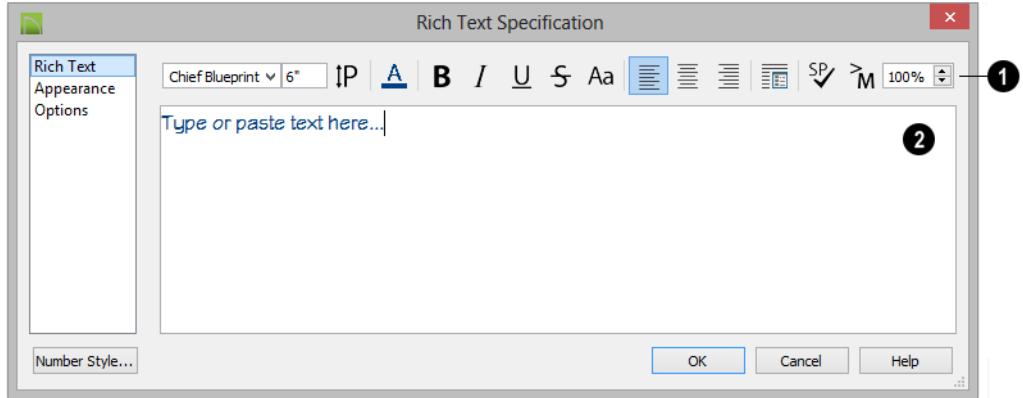 Rich Text Specification
×
Rich Text
Appearance
Options
Chief Blueprint 6" P A B I U S Aa SP M 100% 1
Type or paste text here...
2
Number Style...
OK Cancel Help